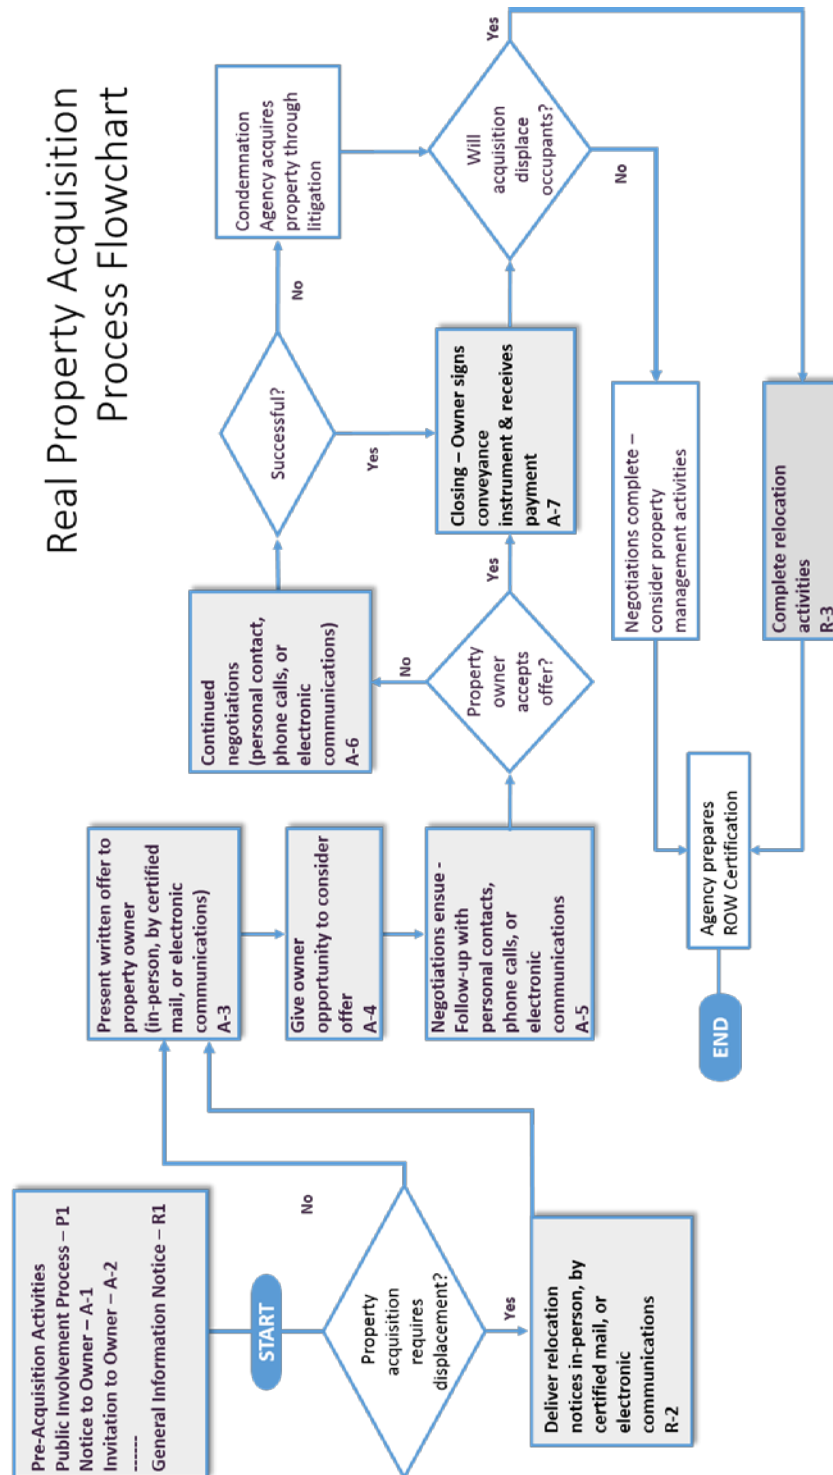 Real Property Acquisition
Process Flowchart
Pre-Acquisition Activities
Public Involvement Process – P1
Notice to Owner – A-1
Invitation to Owner – A-2
------
General Information Notice – R1
START
Property
acquisition
requires
displacement?
No
Yes
Deliver relocation
notices in-person, by
certified mail, or
electronic
communications
R-2
Present written offer to
property owner
(in-person, by certified
mail, or electronic
communications)
A-3
Give owner
opportunity to consider
offer
A-4
Negotiations ensue -
Follow-up with
personal contacts,
phone calls, or
electronic
communications
A-5
Property
owner
accepts
offer?
No
Yes
Continued
negotiations
(personal contact,
phone calls, or
electronic
communications)
A-6
Successful?
No
Yes
Condemnation
Agency acquires
property through
litigation
Closing – Owner signs
conveyance
instrument & receives
payment
A-7
Will
acquisition
displace
occupants?
Yes
No
Negotiations complete –
consider property
management activities
Complete relocation
activities
R-3
Agency prepares
ROW Certification
END